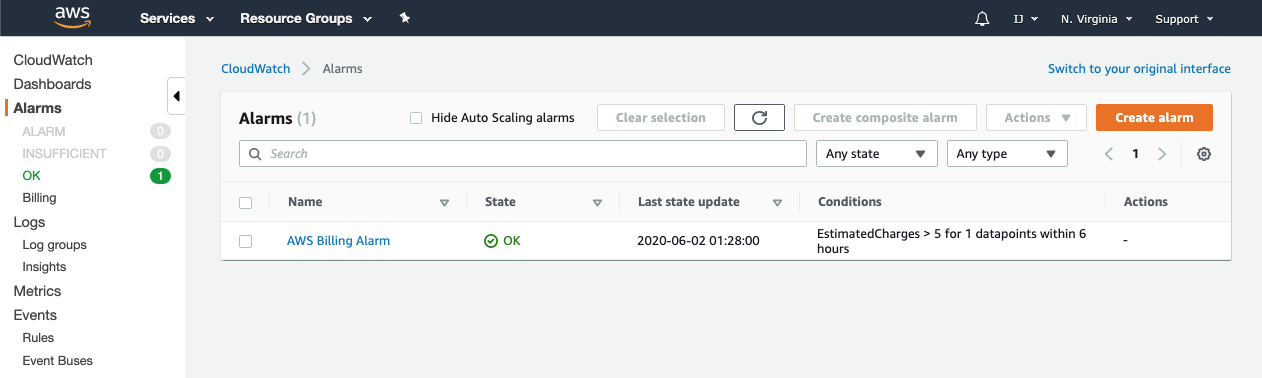 aws Services Resource Groups IJ N. Virginia Support
CloudWatch
Dashboards
Alarms
ALARM 0
INSUFFICIENT 0
OK 1
Billing
Logs
Log groups
Insights
Metrics
Events
Rules
Event Buses
CloudWatch Alarms Switch to your original interface
Alarms (1) Hide Auto Scaling alarms Clear selection Create composite alarm Actions Create alarm
Search Any state Any type 1
Name State Last state update Conditions Actions
AWS Billing Alarm OK 2020-06-02 01:28:00 EstimatedCharges > 5 for 1 datapoints within 6 -
hours